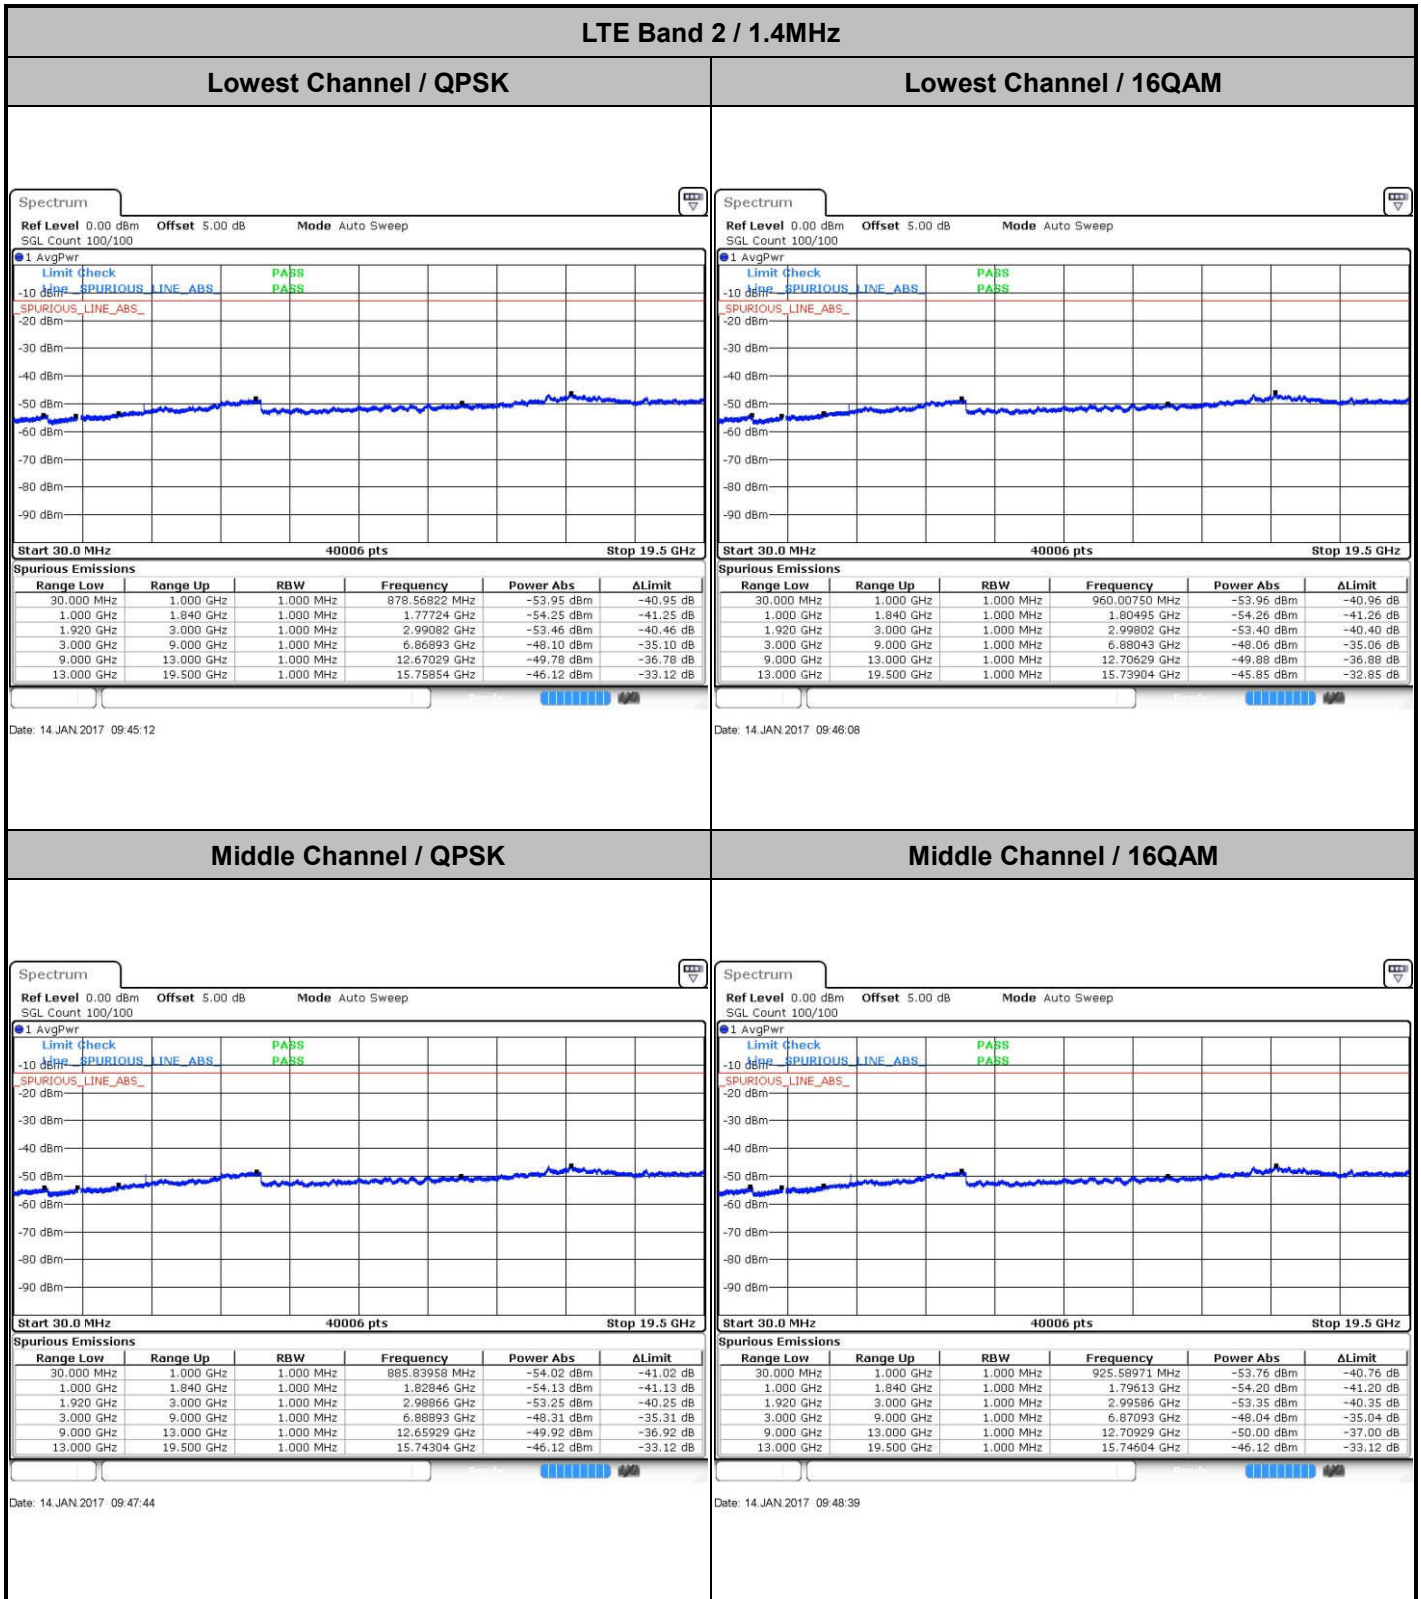 LTE Band 2 / 1.4MHz
Lowest Channel / QPSK
Lowest Channel / 16QAM
Spectrum
Ref Level 0.00 dBm Offset 5.00 dB Mode Auto Sweep
SGL Count 100/100
1 AvgPwr
Limit Check PASS
Line _SPURIOUS_LINE_ABS_ PASS
-10 dBm
_SPURIOUS_LINE_ABS_
-20 dBm
-30 dBm
-40 dBm
-50 dBm
-60 dBm
-70 dBm
-80 dBm
-90 dBm
Start 30.0 MHz 40006 pts Stop 19.5 GHz
Spurious Emissions
Range Low Range Up RBW Frequency Power Abs ΔLimit
30.000 MHz 1.000 GHz 1.000 MHz 878.56822 MHz -53.95 dBm -40.95 dB
1.000 GHz 1.840 GHz 1.000 MHz 1.77724 GHz -54.25 dBm -41.25 dB
1.920 GHz 3.000 GHz 1.000 MHz 2.99082 GHz -53.46 dBm -40.46 dB
3.000 GHz 9.000 GHz 1.000 MHz 6.86893 GHz -48.10 dBm -35.10 dB
9.000 GHz 13.000 GHz 1.000 MHz 12.67029 GHz -49.78 dBm -36.78 dB
13.000 GHz 19.500 GHz 1.000 MHz 15.75854 GHz -46.12 dBm -33.12 dB
Date: 14.JAN.2017 09:45:12
Spectrum
Ref Level 0.00 dBm Offset 5.00 dB Mode Auto Sweep
SGL Count 100/100
1 AvgPwr
Limit Check PASS
Line _SPURIOUS_LINE_ABS_ PASS
-10 dBm
_SPURIOUS_LINE_ABS_
-20 dBm
-30 dBm
-40 dBm
-50 dBm
-60 dBm
-70 dBm
-80 dBm
-90 dBm
Start 30.0 MHz 40006 pts Stop 19.5 GHz
Spurious Emissions
Range Low Range Up RBW Frequency Power Abs ΔLimit
30.000 MHz 1.000 GHz 1.000 MHz 960.00750 MHz -53.96 dBm -40.96 dB
1.000 GHz 1.840 GHz 1.000 MHz 1.80495 GHz -54.26 dBm -41.26 dB
1.920 GHz 3.000 GHz 1.000 MHz 2.99802 GHz -53.40 dBm -40.40 dB
3.000 GHz 9.000 GHz 1.000 MHz 6.88043 GHz -48.06 dBm -35.06 dB
9.000 GHz 13.000 GHz 1.000 MHz 12.70629 GHz -49.88 dBm -36.88 dB
13.000 GHz 19.500 GHz 1.000 MHz 15.73904 GHz -45.85 dBm -32.85 dB
Date: 14.JAN.2017 09:46:08
Middle Channel / QPSK
Middle Channel / 16QAM
Spectrum
Ref Level 0.00 dBm Offset 5.00 dB Mode Auto Sweep
SGL Count 100/100
1 AvgPwr
Limit Check PASS
Line _SPURIOUS_LINE_ABS_ PASS
-10 dBm
_SPURIOUS_LINE_ABS_
-20 dBm
-30 dBm
-40 dBm
-50 dBm
-60 dBm
-70 dBm
-80 dBm
-90 dBm
Start 30.0 MHz 40006 pts Stop 19.5 GHz
Spurious Emissions
Range Low Range Up RBW Frequency Power Abs ΔLimit
30.000 MHz 1.000 GHz 1.000 MHz 885.83958 MHz -54.02 dBm -41.02 dB
1.000 GHz 1.840 GHz 1.000 MHz 1.82846 GHz -54.13 dBm -41.13 dB
1.920 GHz 3.000 GHz 1.000 MHz 2.98866 GHz -53.25 dBm -40.25 dB
3.000 GHz 9.000 GHz 1.000 MHz 6.88893 GHz -48.31 dBm -35.31 dB
9.000 GHz 13.000 GHz 1.000 MHz 12.65929 GHz -49.92 dBm -36.92 dB
13.000 GHz 19.500 GHz 1.000 MHz 15.74304 GHz -46.12 dBm -33.12 dB
Date: 14.JAN.2017 09:47:44
Spectrum
Ref Level 0.00 dBm Offset 5.00 dB Mode Auto Sweep
SGL Count 100/100
1 AvgPwr
Limit Check PASS
Line _SPURIOUS_LINE_ABS_ PASS
-10 dBm
_SPURIOUS_LINE_ABS_
-20 dBm
-30 dBm
-40 dBm
-50 dBm
-60 dBm
-70 dBm
-80 dBm
-90 dBm
Start 30.0 MHz 40006 pts Stop 19.5 GHz
Spurious Emissions
Range Low Range Up RBW Frequency Power Abs ΔLimit
30.000 MHz 1.000 GHz 1.000 MHz 925.58971 MHz -53.76 dBm -40.76 dB
1.000 GHz 1.840 GHz 1.000 MHz 1.79613 GHz -54.20 dBm -41.20 dB
1.920 GHz 3.000 GHz 1.000 MHz 2.99586 GHz -53.35 dBm -40.35 dB
3.000 GHz 9.000 GHz 1.000 MHz 6.87093 GHz -48.04 dBm -35.04 dB
9.000 GHz 13.000 GHz 1.000 MHz 12.70929 GHz -50.00 dBm -37.00 dB
13.000 GHz 19.500 GHz 1.000 MHz 15.74604 GHz -46.12 dBm -33.12 dB
Date: 14.JAN.2017 09:48:39